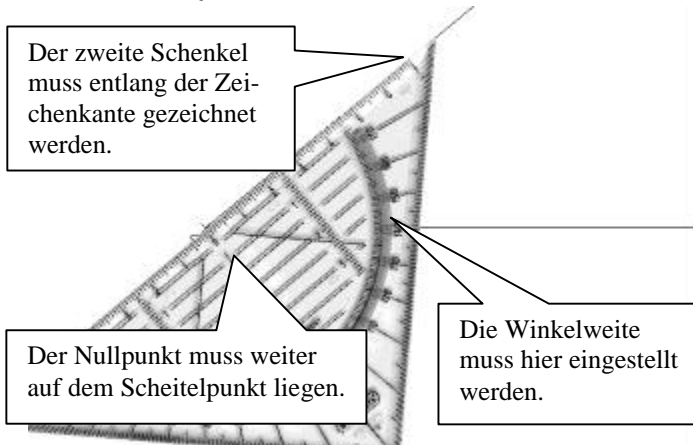 Der zweite Schenkel
muss entlang der Zei-
chenkante gezeichnet
werden.
Der Nullpunkt muss weiter
auf dem Scheitelpunkt liegen.
Die Winkelweite
muss hier eingestellt
werden.